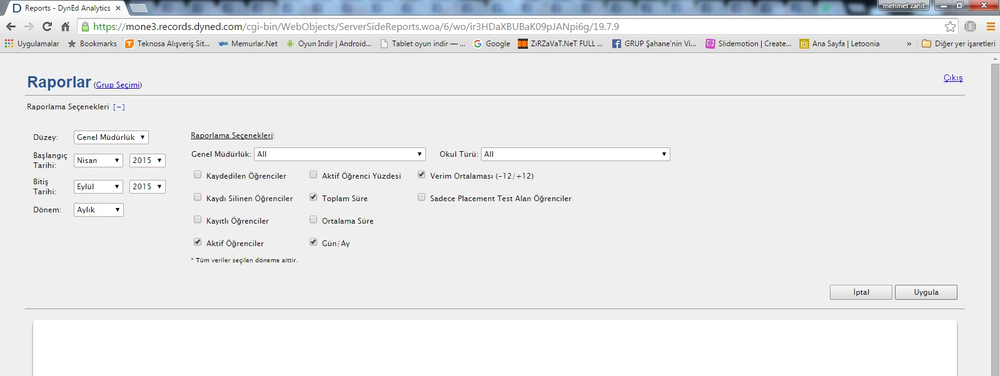 Reports - DynEd Analytics
mehmet zahit
https://mone3.records.dyned.com/cgi-bin/WebObjects/ServerSideReports.woa/6/wo/ir3HDaXBUBaK09pJANpi6g/19.7.9
Uygulamalar Bookmarks Teknosa Alışveriş Sit... Memurlar.Net Oyun Indir | Android... Tablet oyun indir — ... Google ZıRZaVaT.NeT FULL ... GRUP Şahane'nin Vi... Slidemotion | Create... Ana Sayfa | Letoonia » Diğer yer işaretleri
Raporlar (Grup Seçimi) Çıkış
Raporlama Seçenekleri [-]
Düzey: Genel Müdürlük
Başlangıç Tarihi: Nisan 2015
Bitiş Tarihi: Eylül 2015
Dönem: Aylık
Raporlama Seçenekleri:
Genel Müdürlük: All Okul Türü: All
Kaydedilen Öğrenciler Aktif Öğrenci Yüzdesi Verim Ortalaması (-12/+12)
Kaydı Silinen Öğrenciler Toplam Süre Sadece Placement Test Alan Öğrenciler
Kayıtlı Öğrenciler Ortalama Süre
Aktif Öğrenciler Gün/Ay
* Tüm veriler seçilen döneme aittir.
İptal Uygula